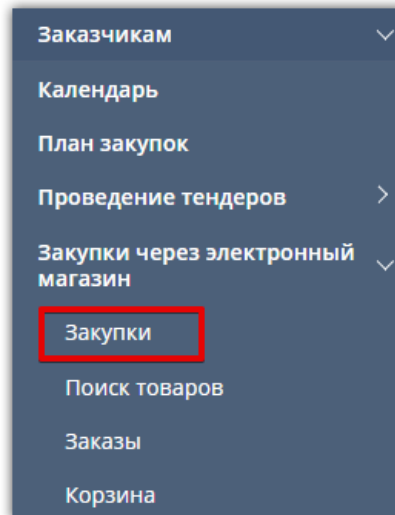 Заказчикам
Календарь
План закупок
Проведение тендеров
Закупки через электронный
магазин
Закупки
Поиск товаров
Заказы
Корзина